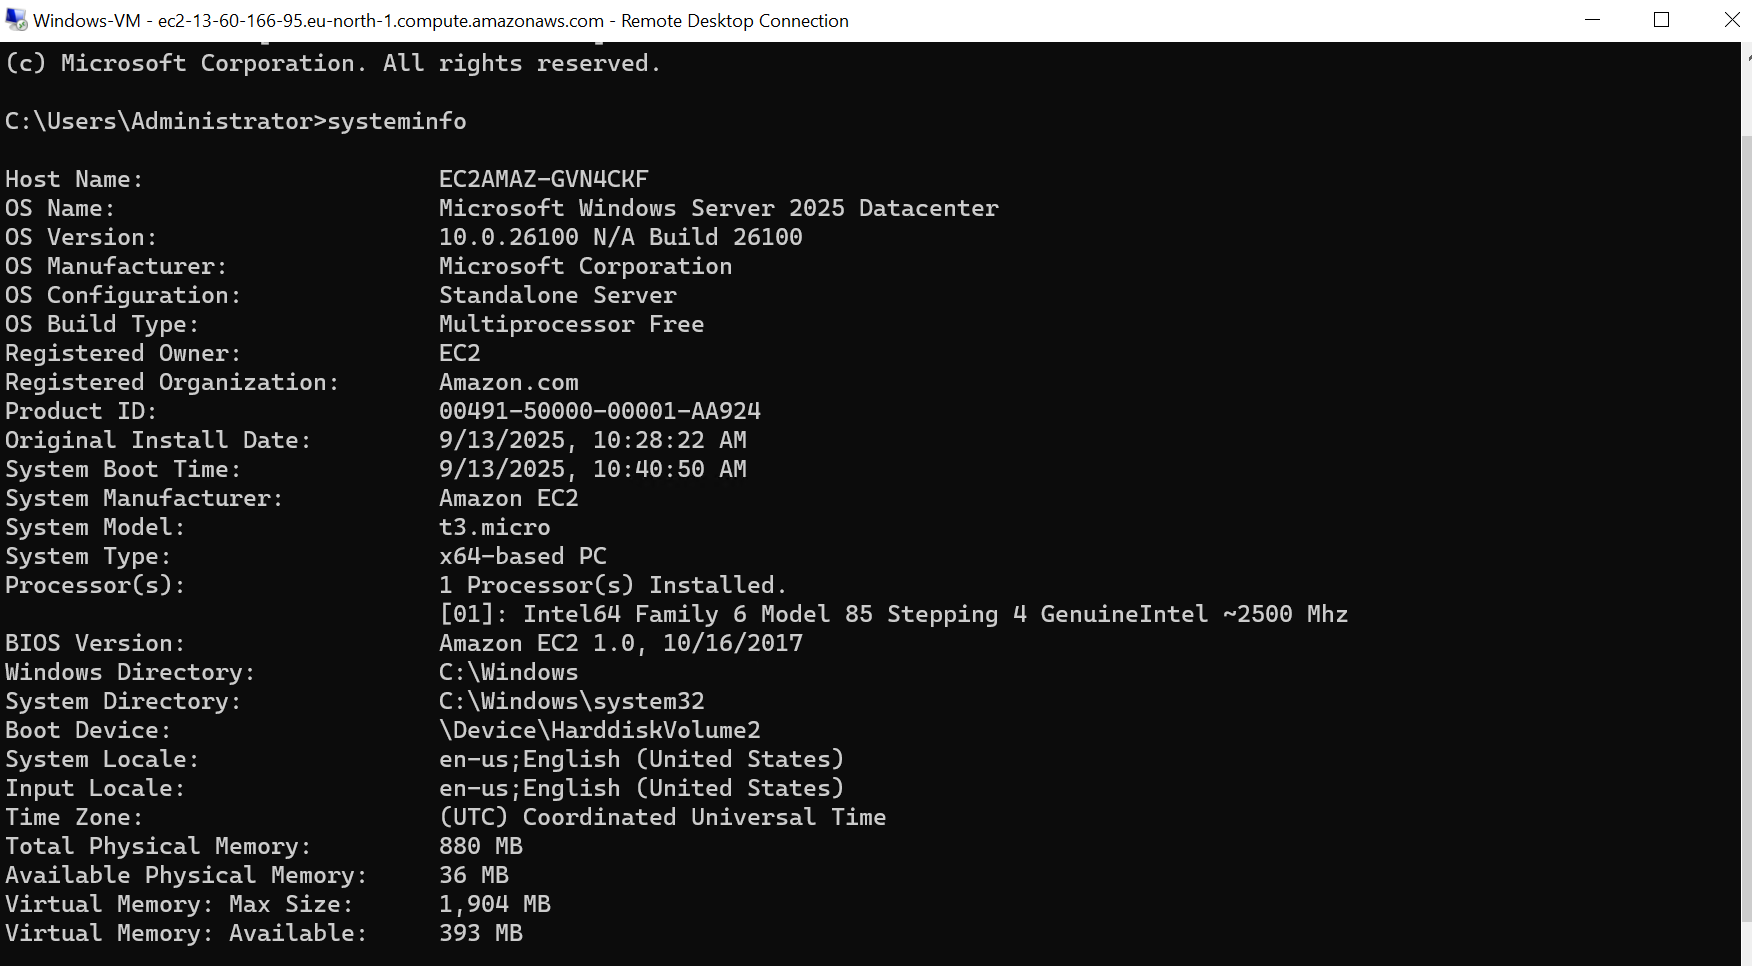 Windows-VM - ec2-13-60-166-95.eu-north-1.compute.amazonaws.com - Remote Desktop Connection
(c) Microsoft Corporation. All rights reserved.
C:\Users\Administrator>systeminfo
Host Name: EC2AMAZ-GVN4CKF
OS Name: Microsoft Windows Server 2025 Datacenter
OS Version: 10.0.26100 N/A Build 26100
OS Manufacturer: Microsoft Corporation
OS Configuration: Standalone Server
OS Build Type: Multiprocessor Free
Registered Owner: EC2
Registered Organization: Amazon.com
Product ID: 00491-50000-00001-AA924
Original Install Date: 9/13/2025, 10:28:22 AM
System Boot Time: 9/13/2025, 10:40:50 AM
System Manufacturer: Amazon EC2
System Model: t3.micro
System Type: x64-based PC
Processor(s): 1 Processor(s) Installed.
[01]: Intel64 Family 6 Model 85 Stepping 4 GenuineIntel ~2500 Mhz
BIOS Version: Amazon EC2 1.0, 10/16/2017
Windows Directory: C:\Windows
System Directory: C:\Windows\system32
Boot Device: \Device\HarddiskVolume2
System Locale: en-us;English (United States)
Input Locale: en-us;English (United States)
Time Zone: (UTC) Coordinated Universal Time
Total Physical Memory: 880 MB
Available Physical Memory: 36 MB
Virtual Memory: Max Size: 1,904 MB
Virtual Memory: Available: 393 MB